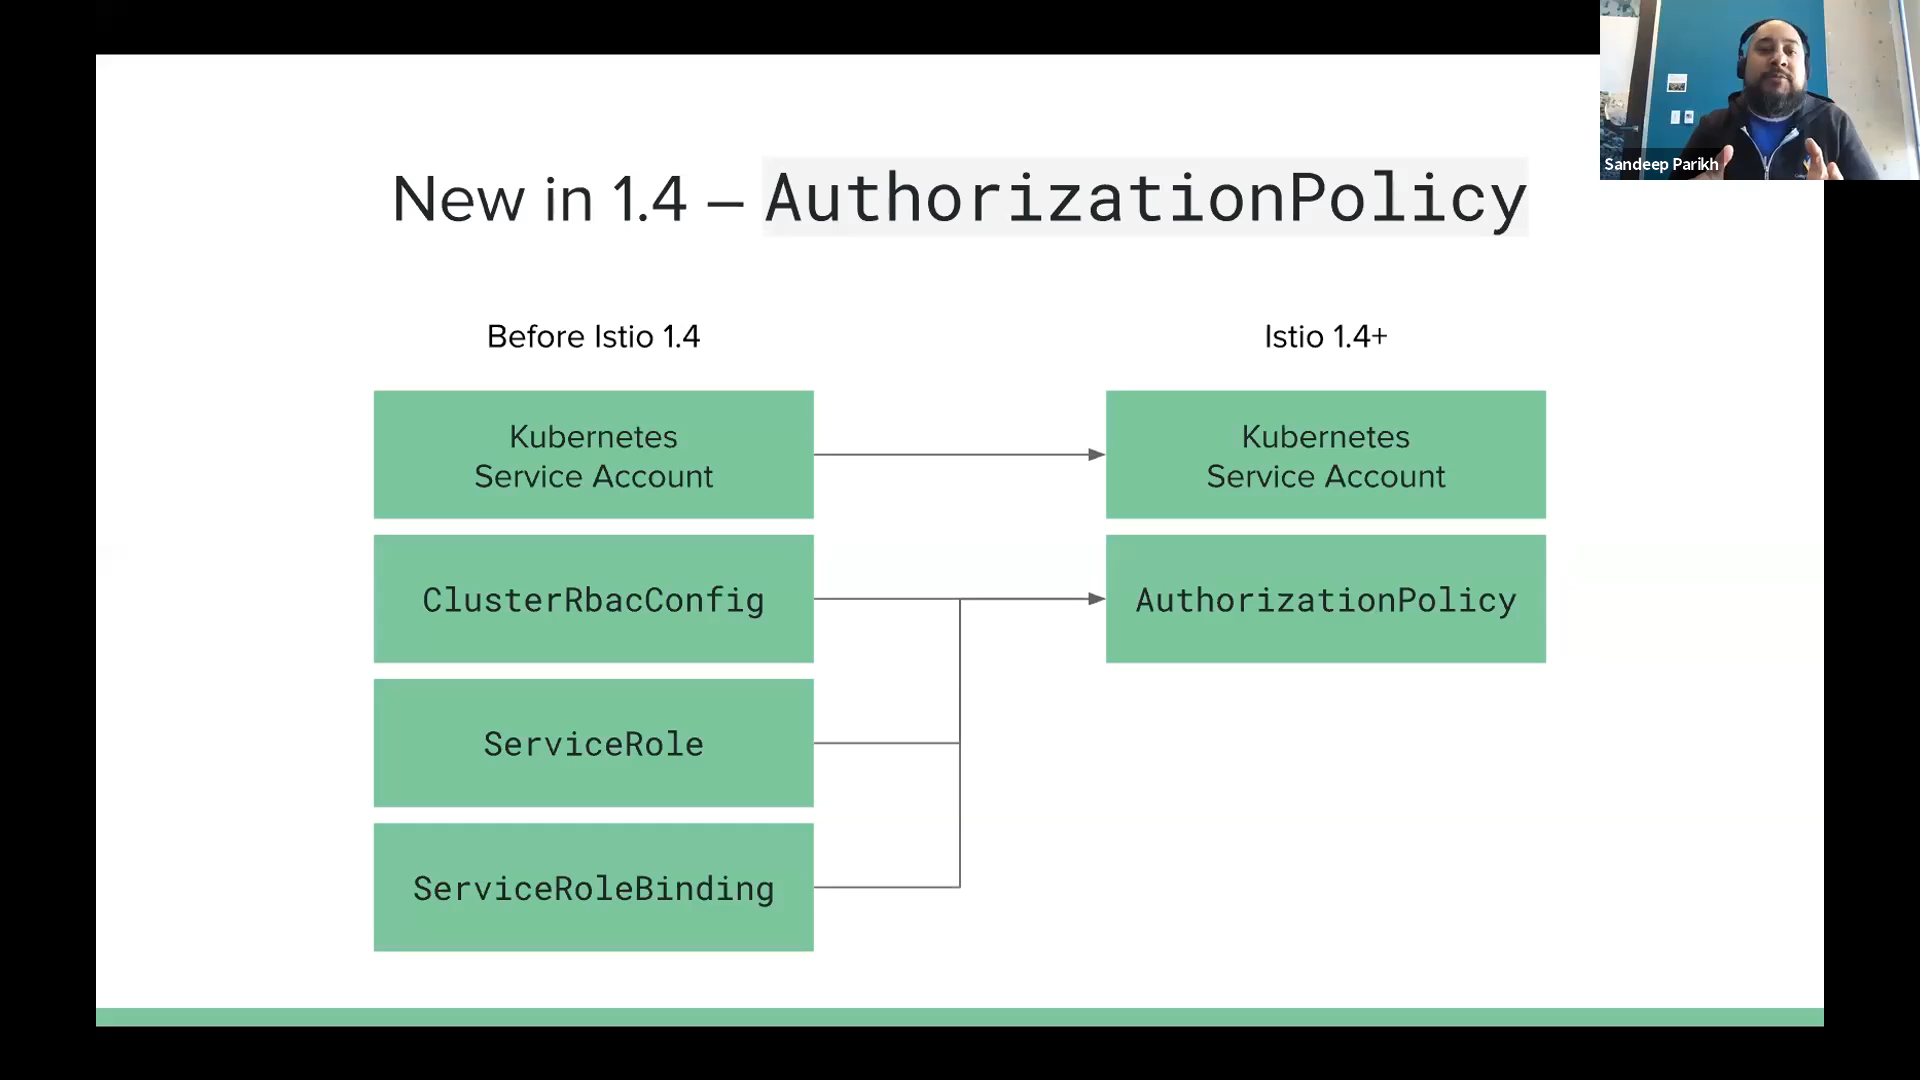 Sandeep Parikh
New in 1.4 – AuthorizationPolicy
Before Istio 1.4
Istio 1.4+
Kubernetes
Service Account
Kubernetes
Service Account
ClusterRbacConfig
AuthorizationPolicy
ServiceRole
ServiceRoleBinding